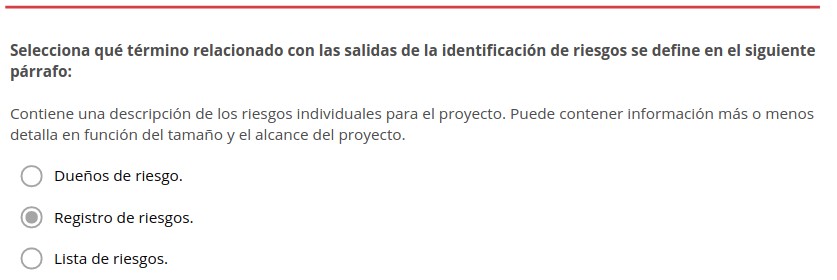 Selecciona qué término relacionado con las salidas de la identificación de riesgos se define en el siguiente
párrafo:
Contiene una descripción de los riesgos individuales para el proyecto. Puede contener información más o menos
detalla en función del tamaño y el alcance del proyecto.
Dueños de riesgo.
Registro de riesgos.
Lista de riesgos.